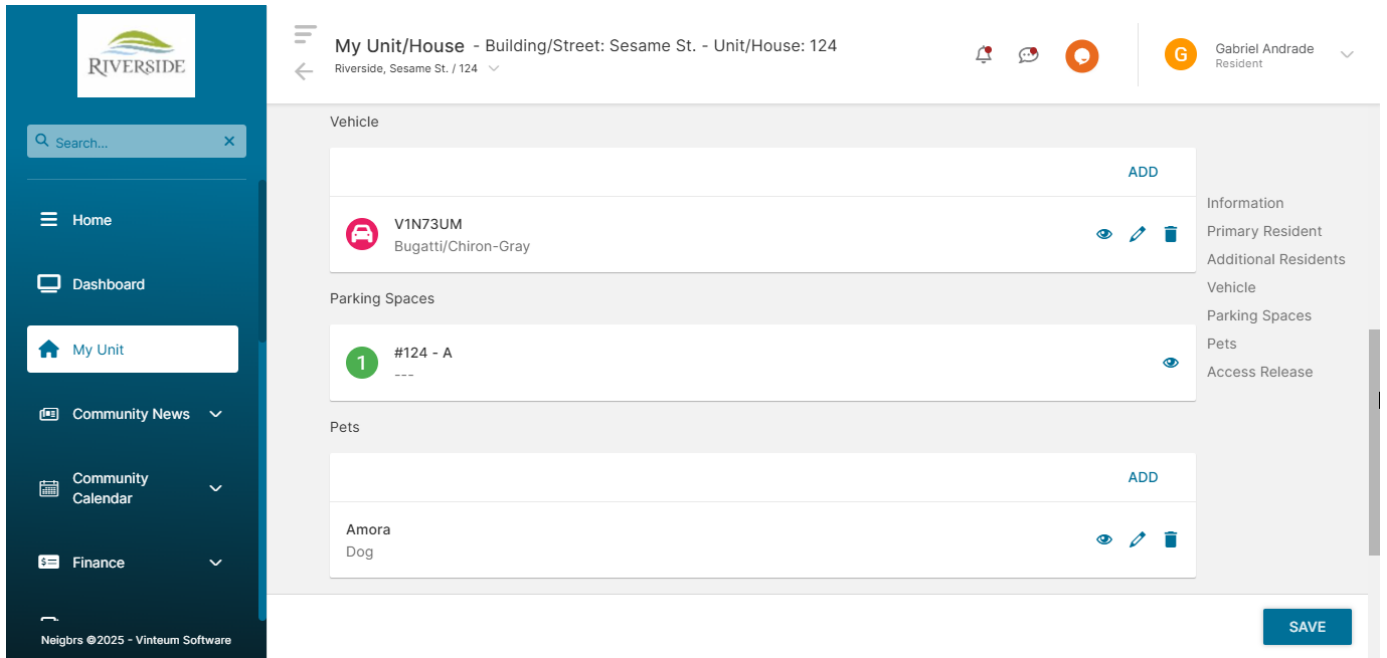 RIVERSIDE
Search...
Home
Dashboard
My Unit
Community News
Community
Calendar
Finance
Neigbrs ©2025 - Vinteum Software
My Unit/House - Building/Street: Sesame St. - Unit/House: 124
Riverside, Sesame St. / 124
G
Gabriel Andrade
Resident
Vehicle
ADD
V1N73UM
Bugatti/Chiron-Gray
Parking Spaces
1
#124 - A
---
Pets
ADD
Amora
Dog
Information
Primary Resident
Additional Residents
Vehicle
Parking Spaces
Pets
Access Release
SAVE